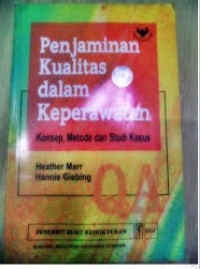 Penjaminan
Kualitas
dalam
Keperawatan
Konsep, Metode dan Studi Kasus
Heather Marr
Hannie Giebing
QA
PENERBIT BUKU KEDOKTERAN EGC